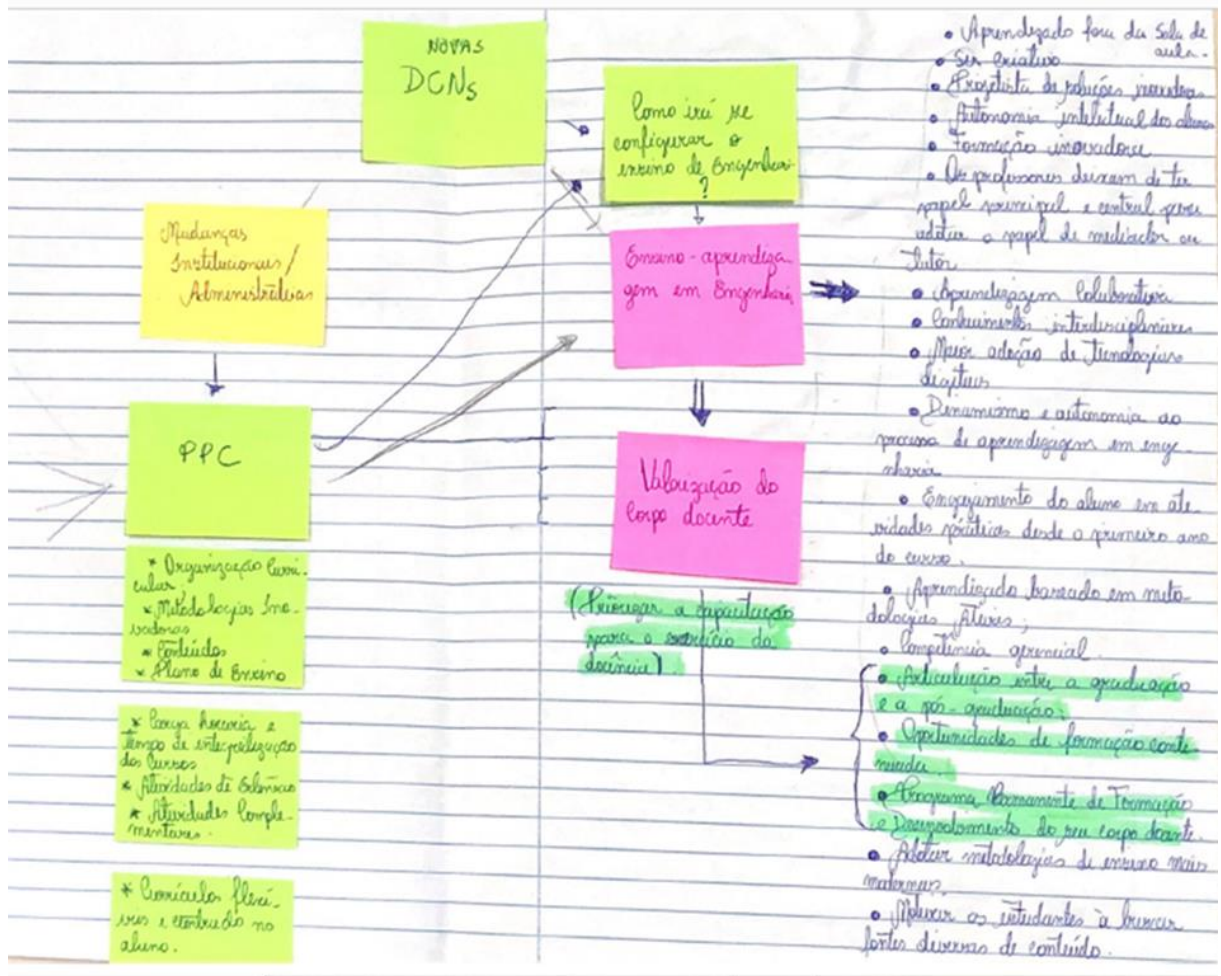 NOVAS
DCNs
Como irá se
configurar o
ensino de Engenhari-
?
Mudanças
Institucionais /
Administrativas
Ensino-aprendiza
gem em Engenhari
PPC
Valorização do
Corpo docente
(Priorizar a capacitação
para o exercício da
docência).
* Organização Curri-
cular
* Metodologias Ino-
vadoras
* Conteúdos
* Plano de Ensino
* Carga horária e
tempo de integralização
dos Cursos
* Atividades de Extensão
* Atividades Comple-
mentares.
* Currículos flexí-
veis e centrado no
aluno.
• Aprendizado fora da Sala de
aula.
• Ser Criativo
• Projetista de soluções inovadoras
• Autonomia intelectual dos alunos
• Formação inovadora
• Os professores deixam de ter
papel principal e central para
adotar o papel de mediador ou
tutor
• Aprendizagem Colaborativa
• Conhecimentos interdisciplinares
• Maior adoção de tecnologias
digitais
• Dinamismo e autonomia ao
processo de aprendizagem em enge-
nharia
• Engajamento do aluno em ati-
vidades práticas desde o primeiro ano
do curso.
• Aprendizado baseado em meto-
dologias Ativas;
• Competência gerencial.
• Articulação entre a graduação
e a pós-graduação;
• Oportunidades de formação conti-
nuada.
• Programa Permanente de Formação
e Desenvolvimento do seu corpo docente.
• Adotar metodologias de ensino mais
modernas
• Motivar os estudantes à buscar
fontes diversas de conteúdo.